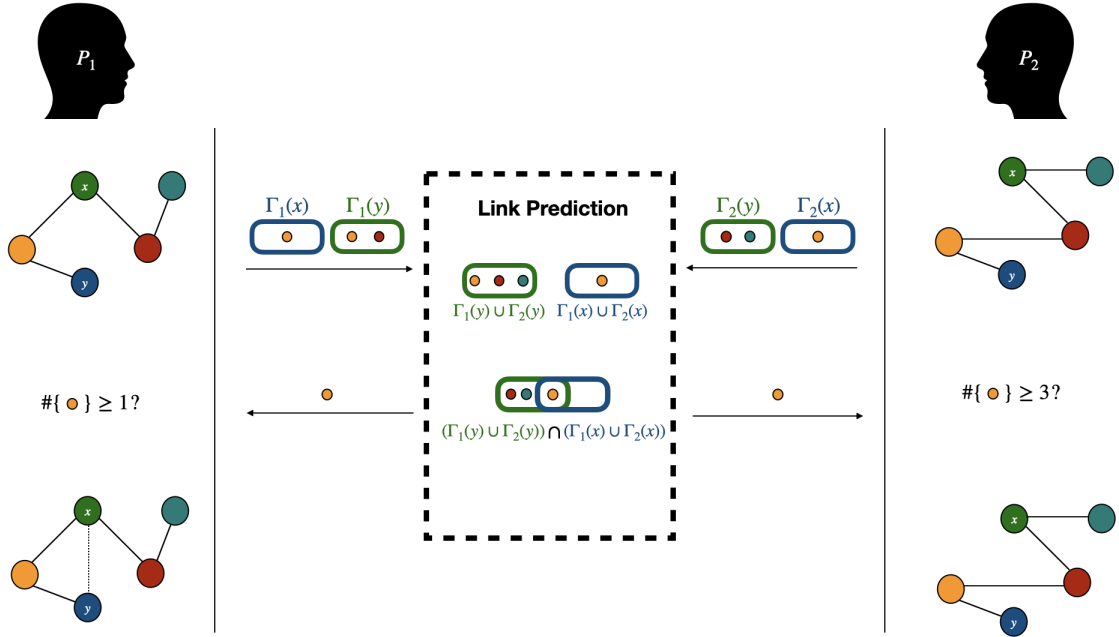 P₁
P₂
x
y
x
y
Γ₁(x)
Γ₁(y)
Link Prediction
Γ₂(y)
Γ₂(x)
Γ₁(y) ∪ Γ₂(y)
Γ₁(x) ∪ Γ₂(x)
#{ } ≥ 1?
#{ } ≥ 3?
(Γ₁(y) ∪ Γ₂(y)) ∩ (Γ₁(x) ∪ Γ₂(x))
x
y
x
y